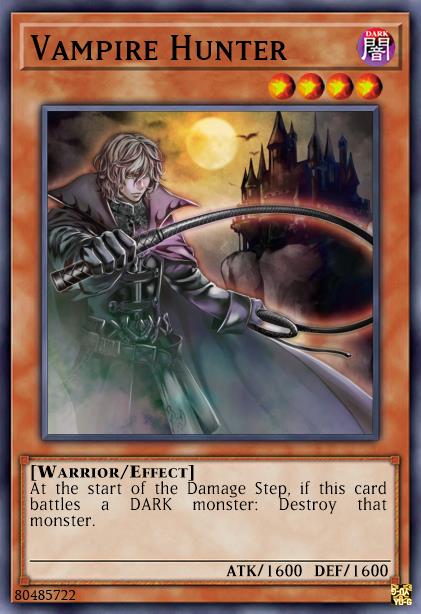 VAMPIRE HUNTER
DARK
闇
[WARRIOR/EFFECT]
At the start of the Damage Step, if this card
battles a DARK monster: Destroy that
monster.
ATK/1600 DEF/1600
80485722